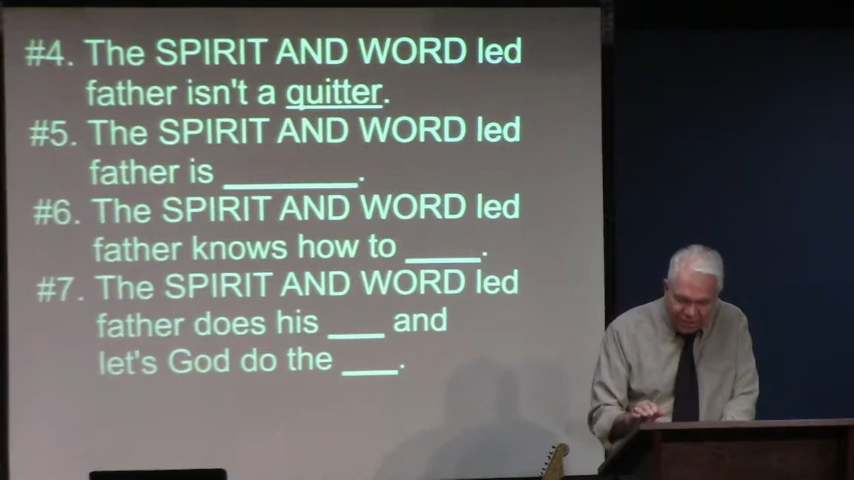 #4. The SPIRIT AND WORD led
father isn't a quitter.
#5. The SPIRIT AND WORD led
father is ________.
#6. The SPIRIT AND WORD led
father knows how to ____.
#7. The SPIRIT AND WORD led
father does his ___ and
let's God do the ___.